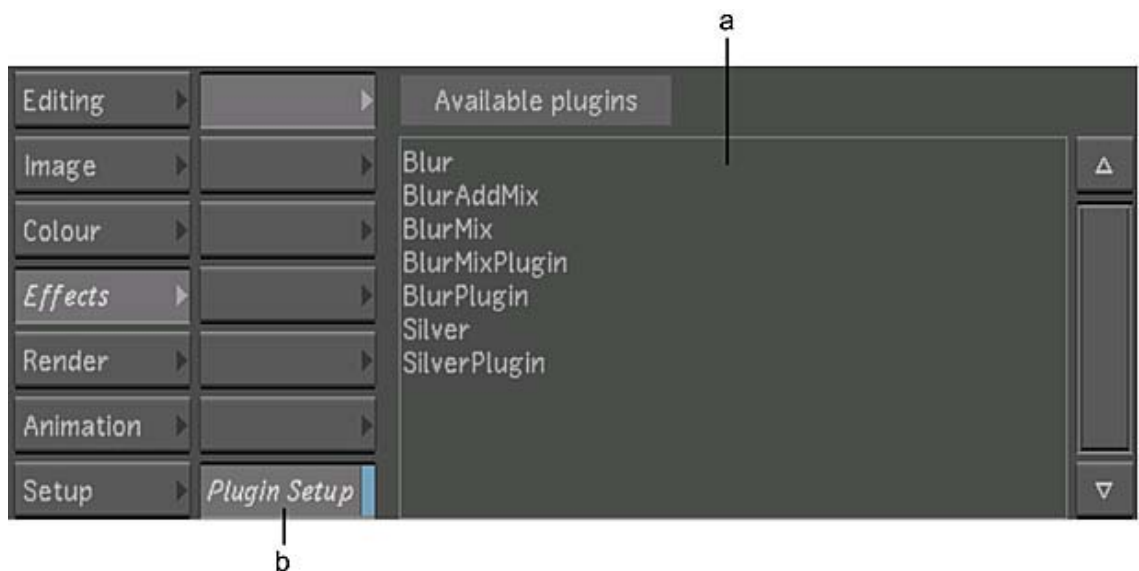 a
Editing
Image
Colour
Effects
Render
Animation
Setup
Plugin Setup
Available plugins
Blur
BlurAddMix
BlurMix
BlurMixPlugin
BlurPlugin
Silver
SilverPlugin
b